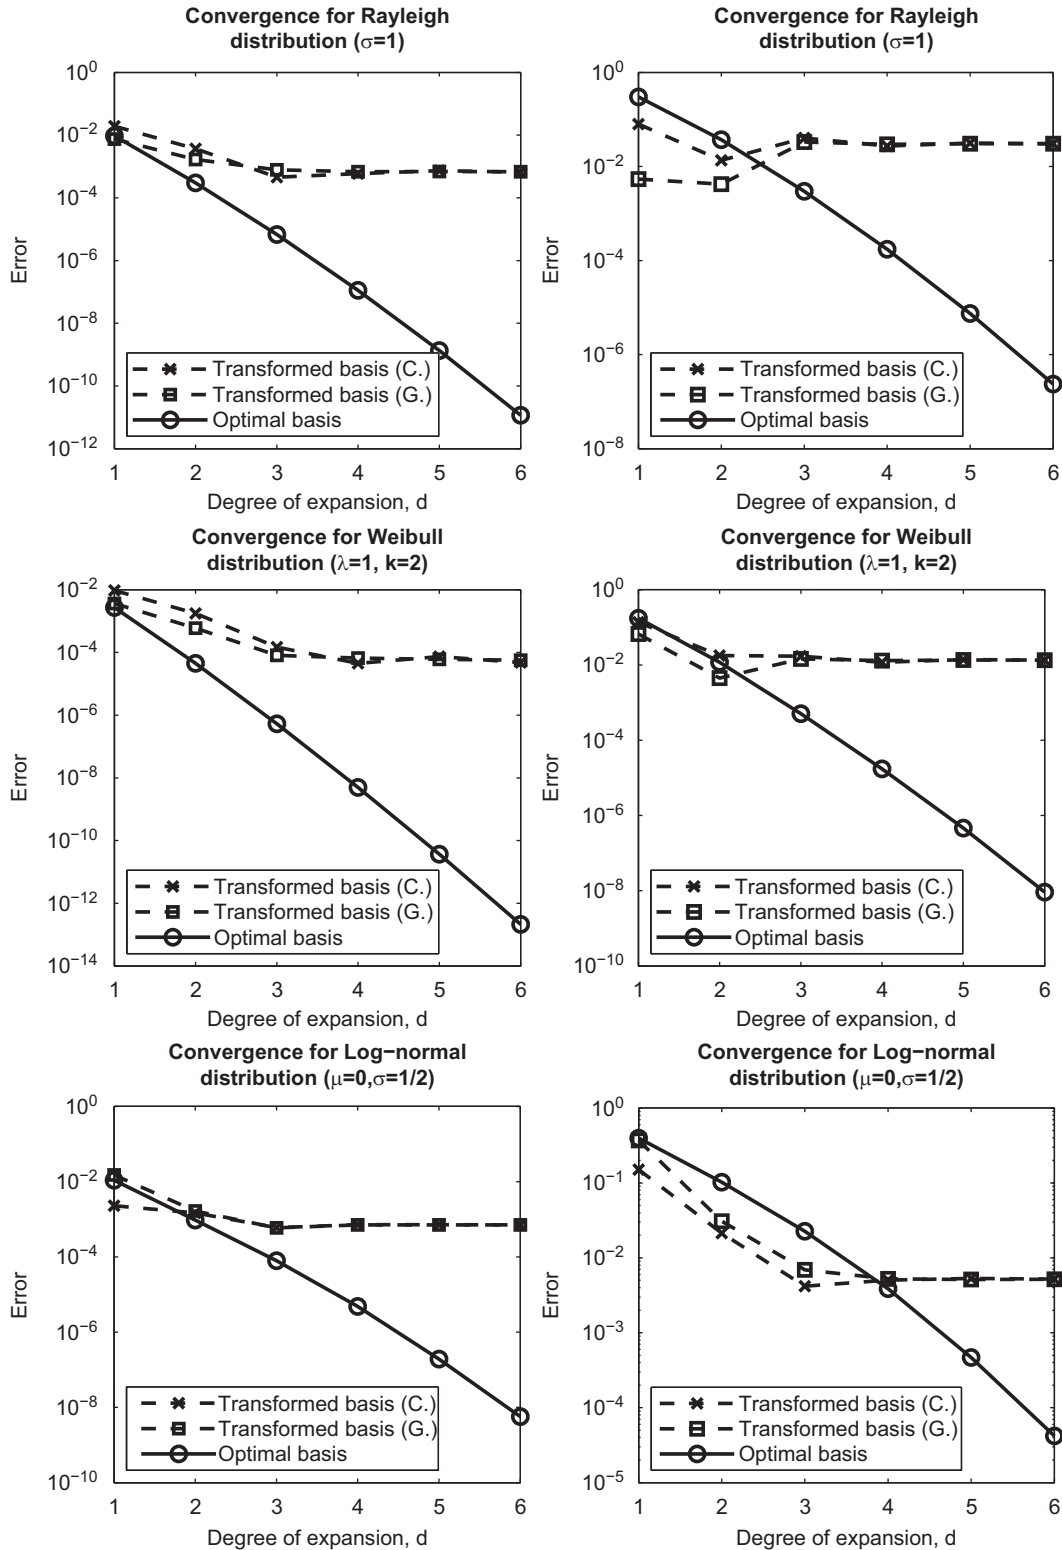 Convergence for Rayleigh
distribution (σ=1)
10^0
10^−2
10^−4
10^−6
10^−8
10^−10
10^−12
Error
Transformed basis (C.)
Transformed basis (G.)
Optimal basis
1 2 3 4 5 6
Degree of expansion, d
Convergence for Rayleigh
distribution (σ=1)
10^0
10^−2
10^−4
10^−6
10^−8
Error
Transformed basis (C.)
Transformed basis (G.)
Optimal basis
1 2 3 4 5 6
Degree of expansion, d
Convergence for Weibull
distribution (λ=1, k=2)
10^−2
10^−4
10^−6
10^−8
10^−10
10^−12
10^−14
Error
Transformed basis (C.)
Transformed basis (G.)
Optimal basis
1 2 3 4 5 6
Degree of expansion, d
Convergence for Weibull
distribution (λ=1, k=2)
10^0
10^−2
10^−4
10^−6
10^−8
10^−10
Error
Transformed basis (C.)
Transformed basis (G.)
Optimal basis
1 2 3 4 5 6
Degree of expansion, d
Convergence for Log−normal
distribution (μ=0,σ=1/2)
10^0
10^−2
10^−4
10^−6
10^−8
10^−10
Error
Transformed basis (C.)
Transformed basis (G.)
Optimal basis
1 2 3 4 5 6
Degree of expansion, d
Convergence for Log−normal
distribution (μ=0,σ=1/2)
10^0
10^−1
10^−2
10^−3
10^−4
10^−5
Error
Transformed basis (C.)
Transformed basis (G.)
Optimal basis
1 2 3 4 5 6
Degree of expansion, d